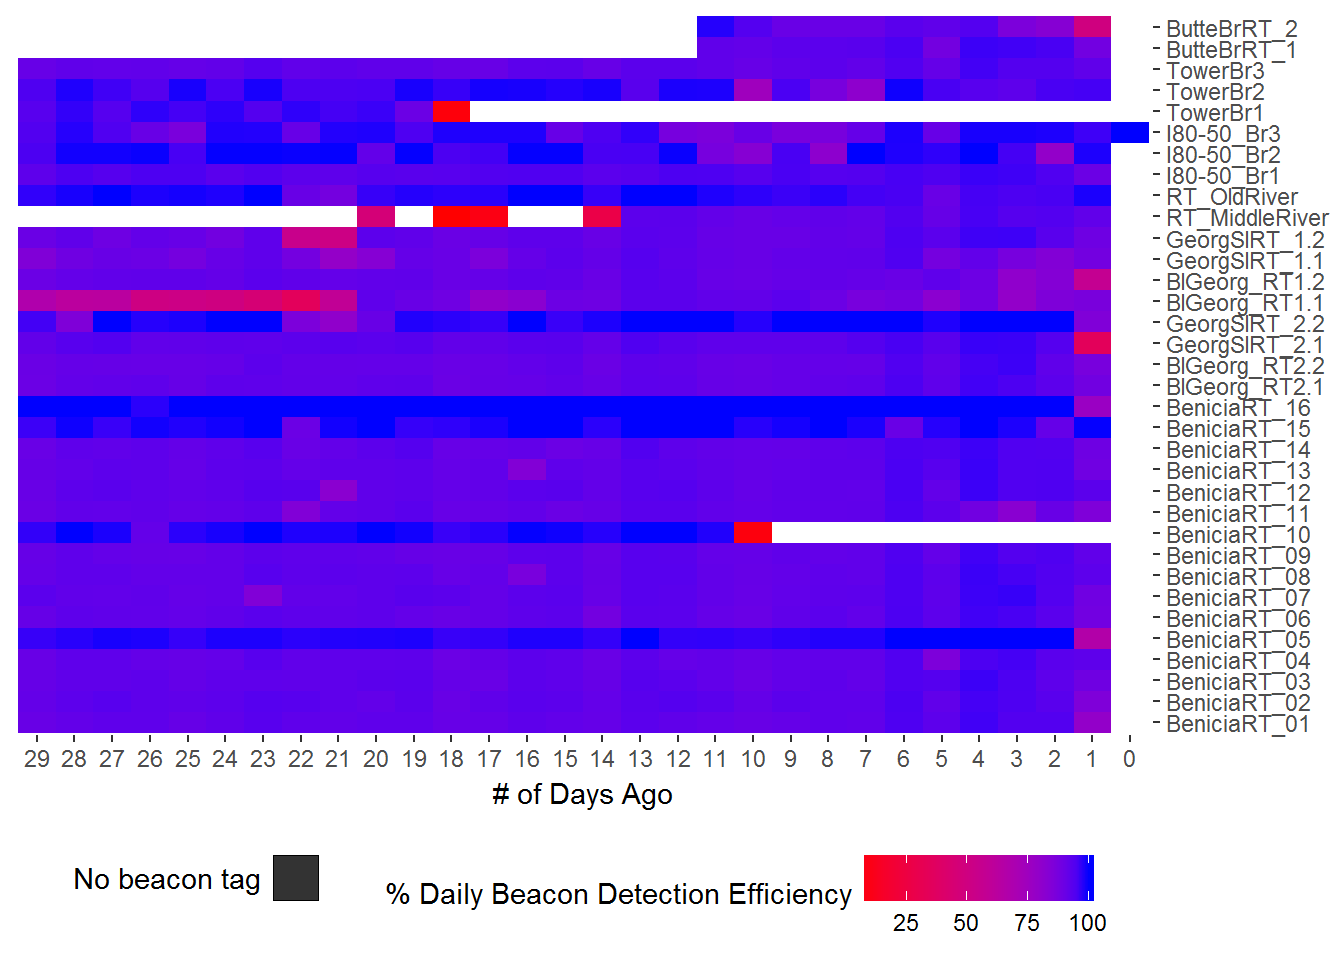 ButteBrRT_2
ButteBrRT_1
TowerBr3
TowerBr2
TowerBr1
I80-50_Br3
I80-50_Br2
I80-50_Br1
RT_OldRiver
RT_MiddleRiver
GeorgSlRT_1.2
GeorgSlRT_1.1
BlGeorg_RT1.2
BlGeorg_RT1.1
GeorgSlRT_2.2
GeorgSlRT_2.1
BlGeorg_RT2.2
BlGeorg_RT2.1
BeniciaRT_16
BeniciaRT_15
BeniciaRT_14
BeniciaRT_13
BeniciaRT_12
BeniciaRT_11
BeniciaRT_10
BeniciaRT_09
BeniciaRT_08
BeniciaRT_07
BeniciaRT_06
BeniciaRT_05
BeniciaRT_04
BeniciaRT_03
BeniciaRT_02
BeniciaRT_01
29 28 27 26 25 24 23 22 21 20 19 18 17 16 15 14 13 12 11 10 9 8 7 6 5 4 3 2 1 0
# of Days Ago
No beacon tag
% Daily Beacon Detection Efficiency
25 50 75 100